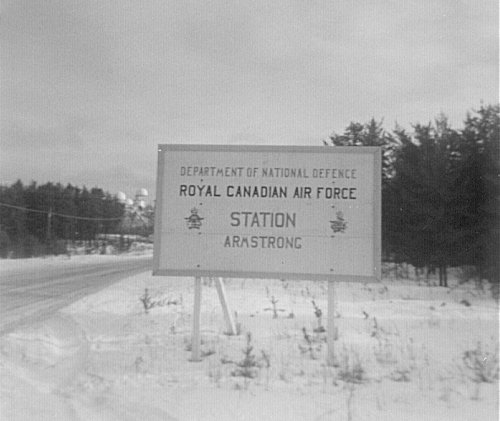 DEPARTMENT OF NATIONAL DEFENCE
ROYAL CANADIAN AIR FORCE
STATION
ARMSTRONG